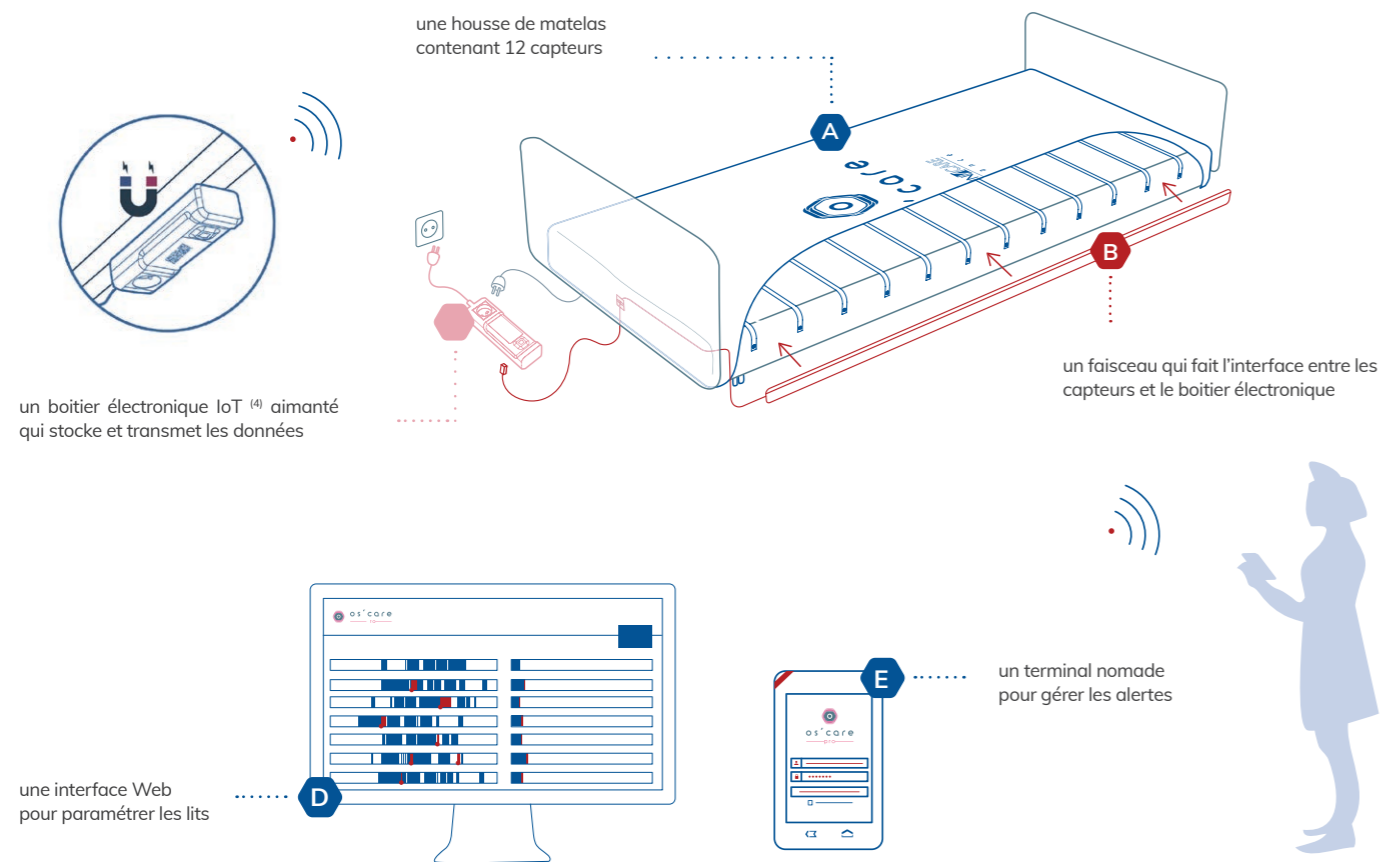 une housse de matelas
contenant 12 capteurs
A
care
B
un faisceau qui fait l'interface entre les
capteurs et le boitier électronique
un boitier électronique IoT (4) aimanté
qui stocke et transmet les données
os'care
os'care
E
un terminal nomade
pour gérer les alertes
une interface Web
pour paramétrer les lits
D